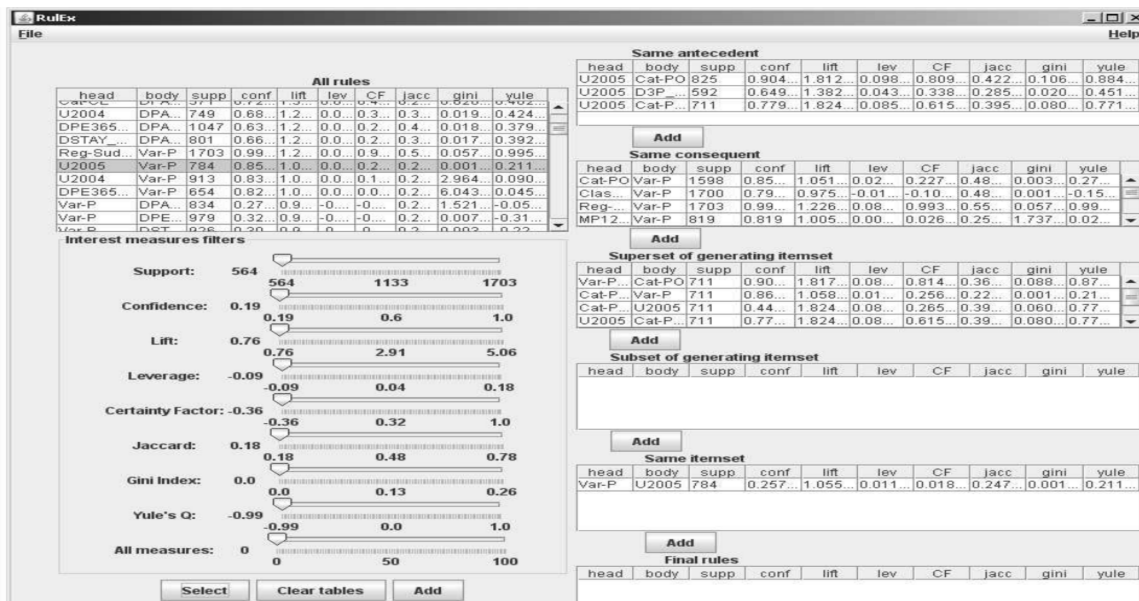 RulEx
File Help
All rules
head body supp conf lift lev CF jacc gini yule
U2004 DPA... 749 0.68... 1.2... 0.0... 0.3... 0.3... 0.019... 0.424...
DPE365... DPA... 1047 0.63... 1.2... 0.0... 0.2... 0.4... 0.018... 0.379...
DSTAY_... DPA... 801 0.66... 1.2... 0.0... 0.2... 0.3... 0.017... 0.392...
Reg-Sud... Var-P 1703 0.99... 1.2... 0.0... 0.9... 0.5... 0.057... 0.995...
U2005 Var-P 784 0.85... 1.0... 0.0... 0.2... 0.2... 0.001... 0.211...
U2004 Var-P 913 0.83... 1.0... 0.0... 0.1... 0.2... 2.964... 0.090...
DPE365... Var-P 654 0.82... 1.0... 0.0... 0.0... 0.2... 6.043... 0.045...
Var-P DPA... 834 0.27... 0.9... -0.... -0.... 0.2... 1.521... -0.05...
Var-P DPE... 979 0.32... 0.9... -0.... -0.... 0.2... 0.007... -0.31...
Interest measures filters
Support: 564
564 1133 1703
Confidence: 0.19
0.19 0.6 1.0
Lift: 0.76
0.76 2.91 5.06
Leverage: -0.09
-0.09 0.04 0.18
Certainty Factor: -0.36
-0.36 0.32 1.0
Jaccard: 0.18
0.18 0.48 0.78
Gini Index: 0.0
0.0 0.13 0.26
Yule's Q: -0.99
-0.99 0.0 1.0
All measures: 0
0 50 100
Select Clear tables Add
Same antecedent
head body supp conf lift lev CF jacc gini yule
U2005 Cat-PO 825 0.904... 1.812... 0.098... 0.809... 0.422... 0.106... 0.884...
U2005 D3P_... 592 0.649... 1.382... 0.043... 0.338... 0.285... 0.020... 0.451...
U2005 Cat-P... 711 0.779... 1.824... 0.085... 0.615... 0.395... 0.080... 0.771...
Add
Same consequent
head body supp conf lift lev CF jacc gini yule
Cat-PO Var-P 1598 0.85... 1.051... 0.02... 0.227... 0.48... 0.003... 0.27...
Clas... Var-P 1700 0.79... 0.975... -0.01... -0.10... 0.48... 0.001 -0.15...
Reg-... Var-P 1703 0.99... 1.226... 0.08... 0.993... 0.55... 0.057... 0.99...
MP12... Var-P 819 0.819 1.005... 0.00... 0.026... 0.25... 1.737... 0.02...
Add
Superset of generating itemset
head body supp conf lift lev CF jacc gini yule
Var-P... Cat-PO 711 0.90... 1.817... 0.08... 0.814... 0.36... 0.088... 0.87...
Cat-P... Var-P 711 0.86... 1.058... 0.01... 0.256... 0.22... 0.001... 0.21...
Cat-P... U2005 711 0.44... 1.824... 0.08... 0.265... 0.39... 0.060... 0.77...
U2005 Cat-P... 711 0.77... 1.824... 0.08... 0.615... 0.39... 0.080... 0.77...
Add
Subset of generating itemset
head body supp conf lift lev CF jacc gini yule
Add
Same itemset
head body supp conf lift lev CF jacc gini yule
Var-P U2005 784 0.257... 1.055... 0.011... 0.018... 0.247... 0.001... 0.211...
Add
Final rules
head body supp conf lift lev CF jacc gini yule